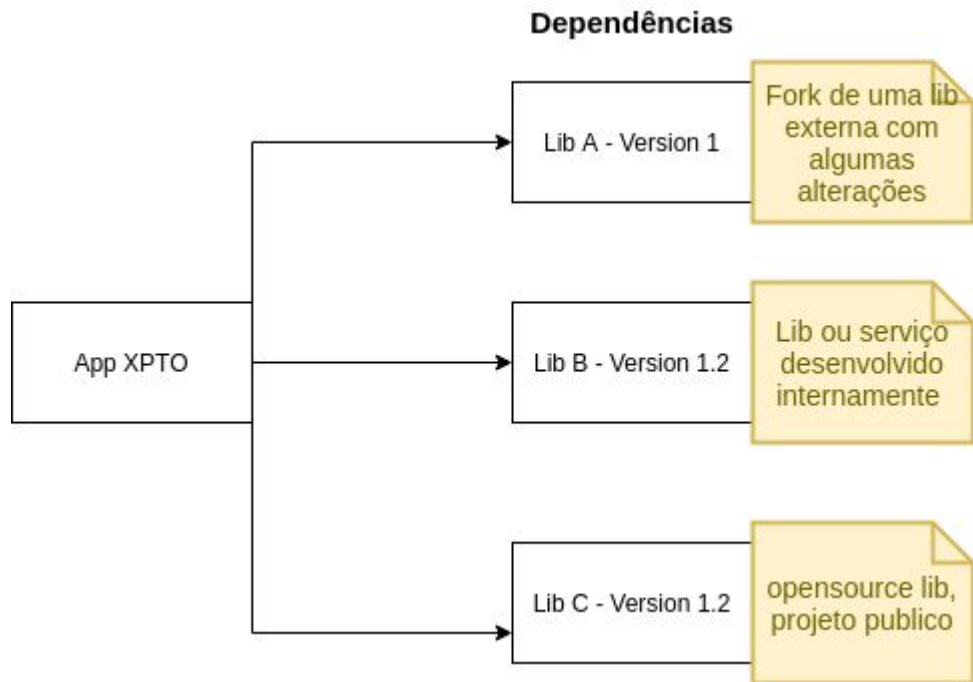 Dependências
Lib A - Version 1
Fork de uma lib
externa com
algumas
alterações
App XPTO
Lib B - Version 1.2
Lib ou serviço
desenvolvido
internamente
Lib C - Version 1.2
opensource lib,
projeto publico